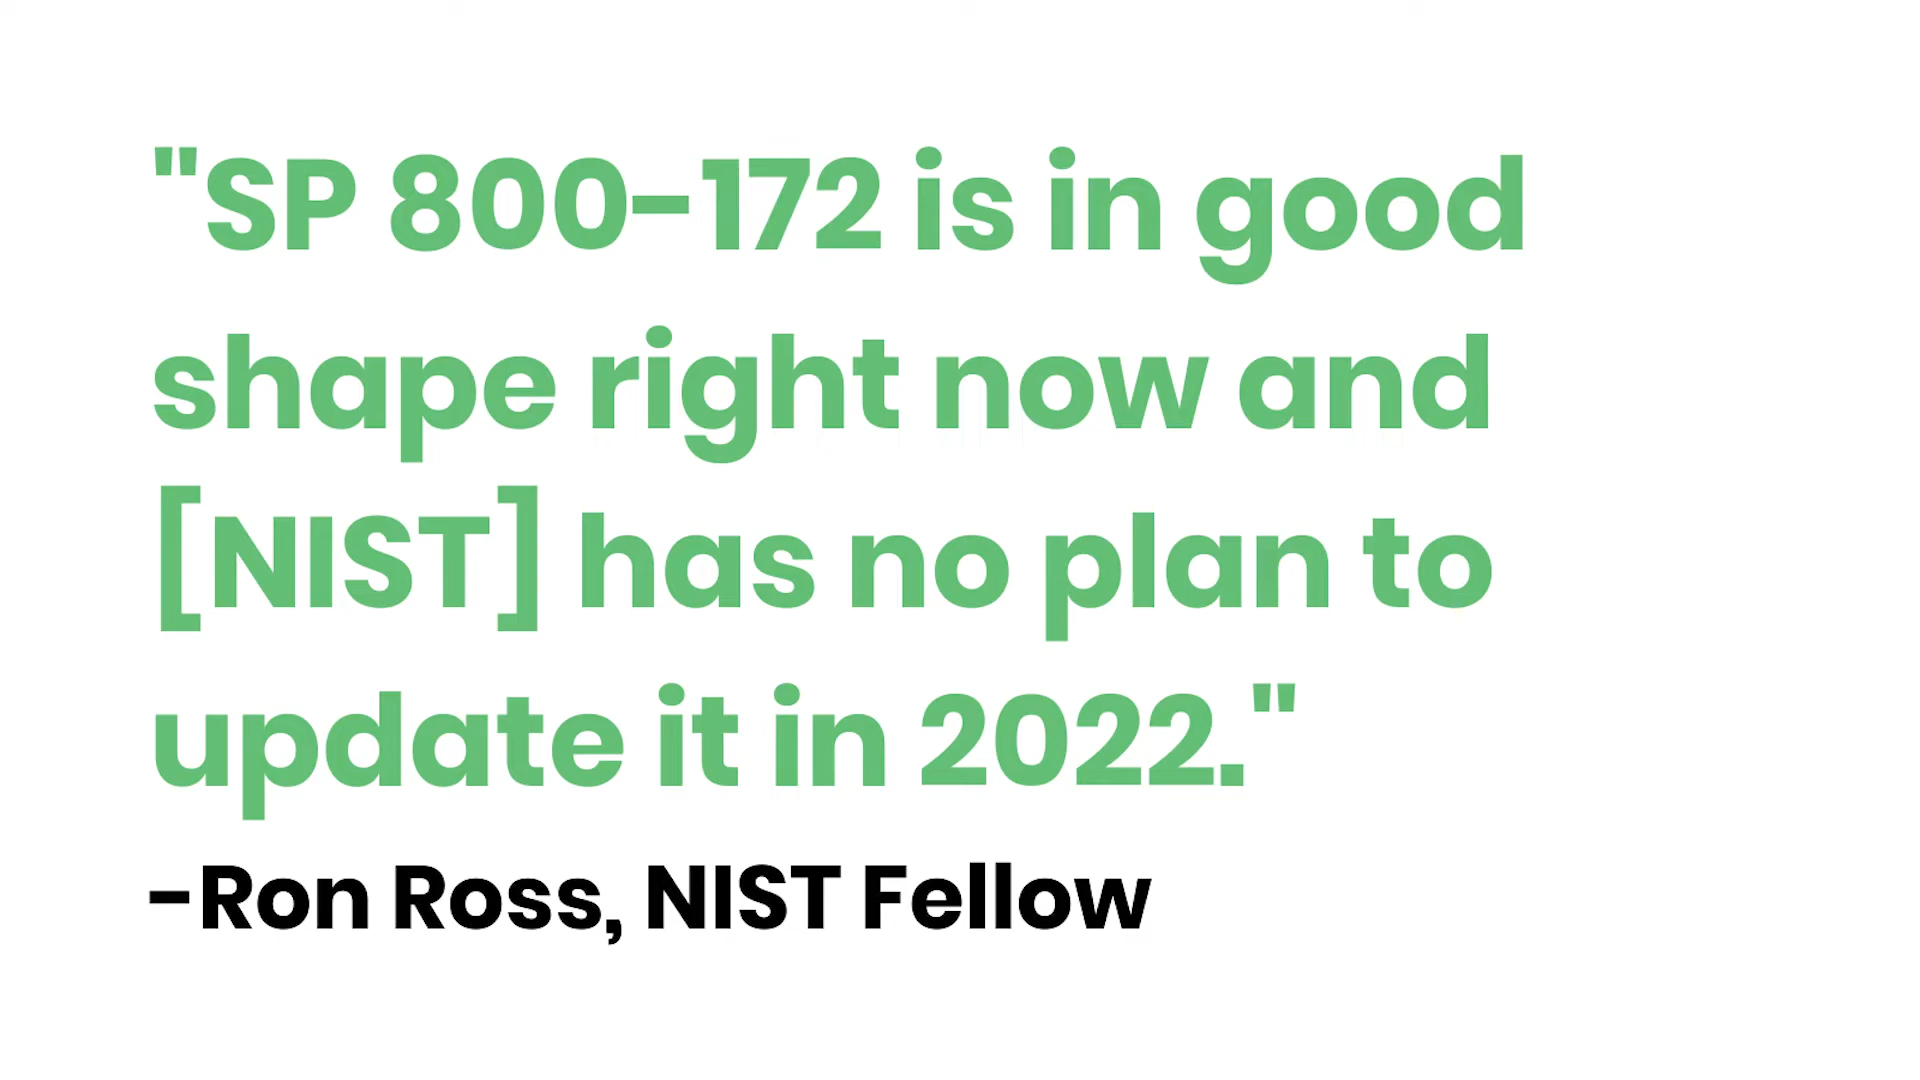 "SP 800-172 is in good
shape right now and
[NIST] has no plan to
update it in 2022."
-Ron Ross, NIST Fellow